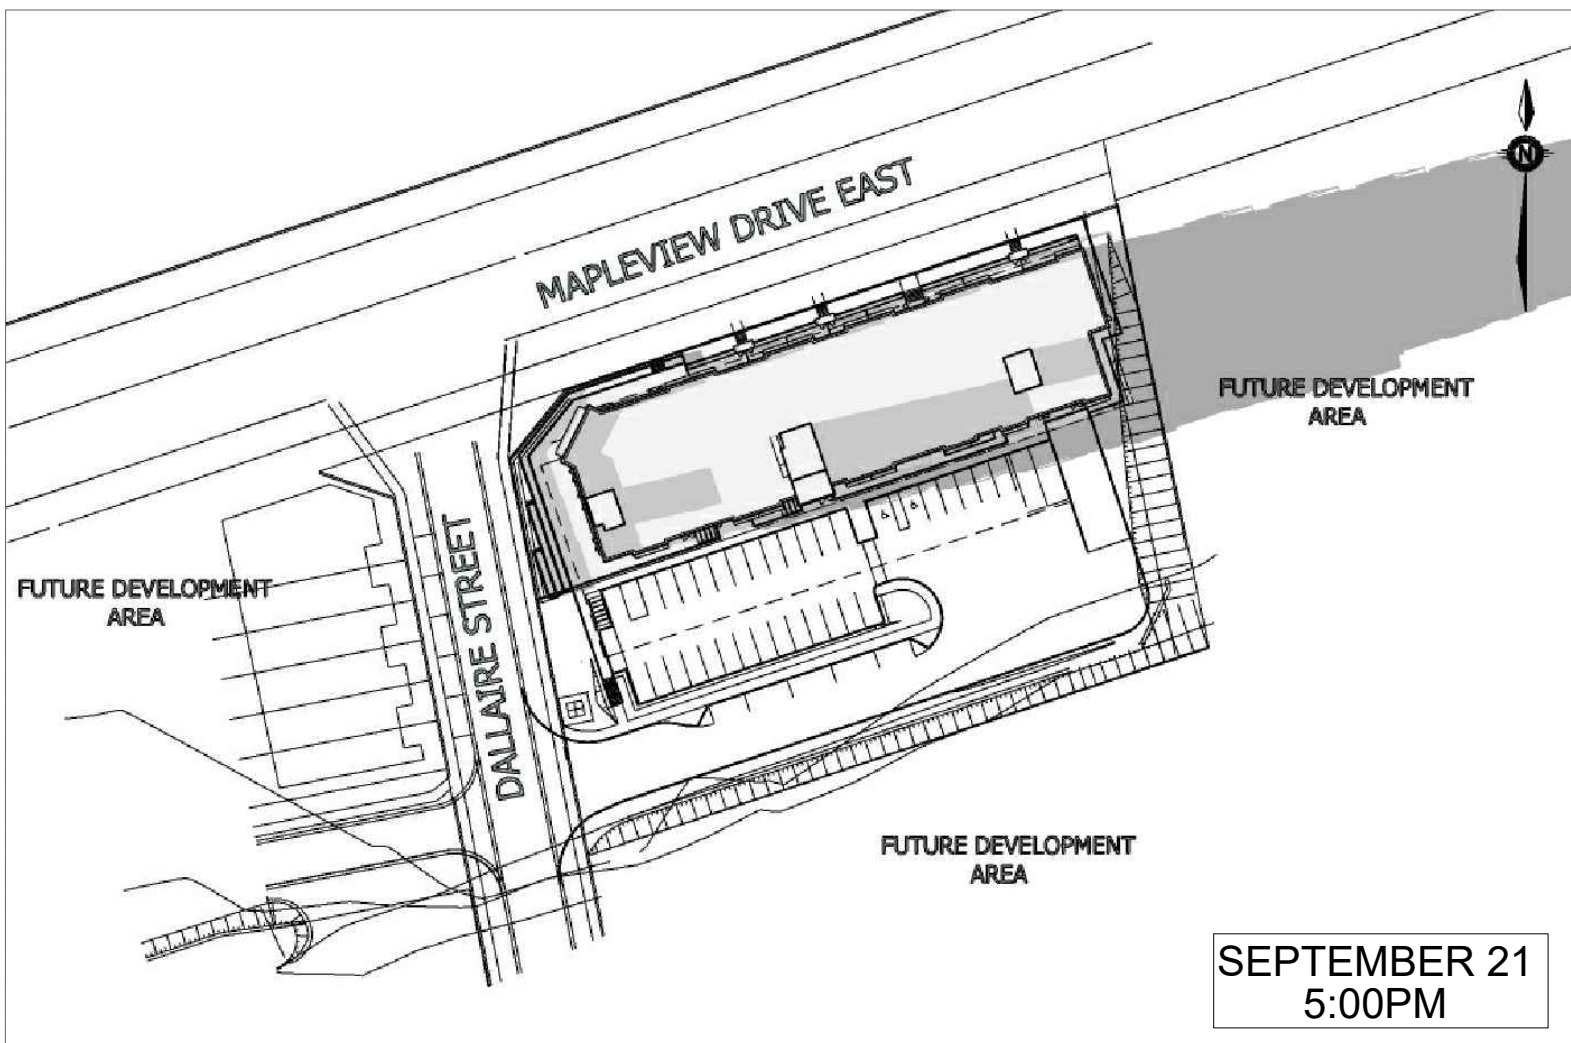 N
MAPLEVIEW DRIVE EAST
FUTURE DEVELOPMENT
AREA
FUTURE DEVELOPMENT
AREA
DALLAIRE STREET
FUTURE DEVELOPMENT
AREA
SEPTEMBER 21
5:00PM